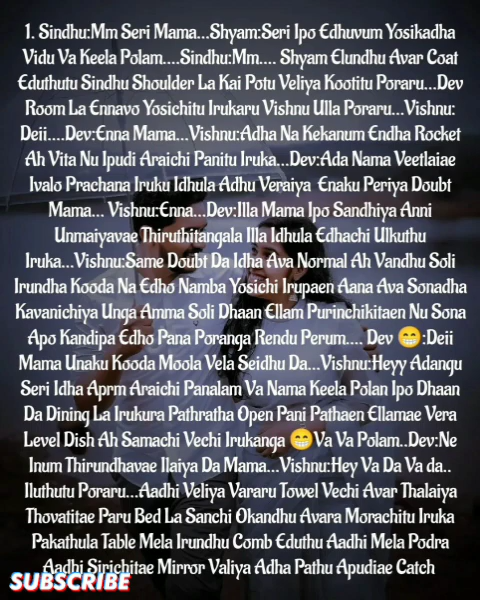 1. Sindhu:Mm Seri Mama...Shyam:Seri Ipo Edhuvum Yosikadha
Vidu Va Keela Polam....Sindhu:Mm.... Shyam Elundhu Avar Coat
Eduthutu Sindhu Shoulder La Kai Potu Veliya Kootitu Poraru...Dev
Room La Ennavo Yosichitu Irukaru Vishnu Ulla Poraru...Vishnu:
Deii....Dev:Enna Mama...Vishnu:Adha Na Kekanum Endha Rocket
Ah Vita Nu Ipudi Araichi Panitu Iruka...Dev:Ada Nama Veetlaiae
Ivalo Prachana Iruku Idhula Adhu Veraiya Enaku Periya Doubt
Mama... Vishnu:Enna...Dev:Illa Mama Ipo Sandhiya Anni
Unmaiyavae Thiruthitangala Illa Idhula Edhachi Ulkuthu
Iruka...Vishnu:Same Doubt Da Idha Ava Normal Ah Vandhu Soli
Irundha Kooda Na Edho Namba Yosichi Irupaen Aana Ava Sonadha
Kavanichiya Unga Amma Soli Dhaan Ellam Purinchikitaen Nu Sona
Apo Kandipa Edho Pana Poranga Rendu Perum.... Dev 😁:Deii
Mama Unaku Kooda Moola Vela Seidhu Da...Vishnu:Heyy Adangu
Seri Idha Aprm Araichi Panalam Va Nama Keela Polan Ipo Dhaan
Da Dining La Irukura Pathratha Open Pani Pathaen Ellamae Vera
Level Dish Ah Samachi Vechi Irukanga 😁Va Va Polam..Dev:Ne
Inum Thirundhavae Ilaiya Da Mama...Vishnu:Hey Va Da Va da..
Iluthutu Poraru...Aadhi Veliya Vararu Towel Vechi Avar Thalaiya
Thovatitae Paru Bed La Sanchi Okandhu Avara Morachitu Iruka
Pakathula Table Mela Irundhu Comb Eduthu Aadhi Mela Podra
Aadhi Sirichitae Mirror Valiya Adha Pathu Apudiae Catch
SUBSCRIBE